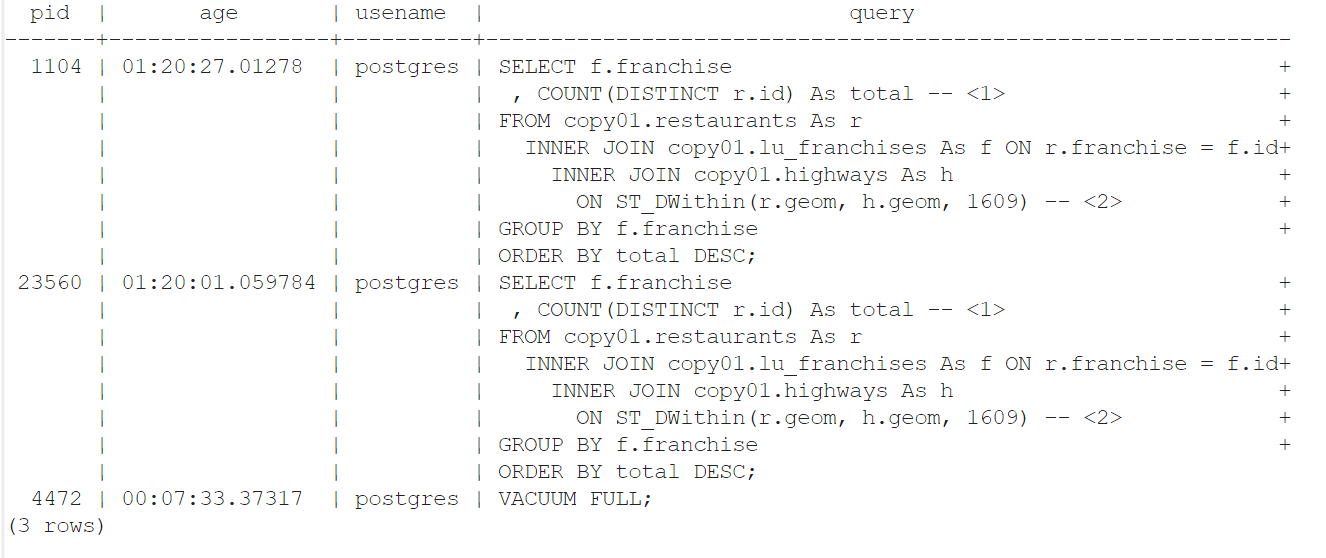 pid  |       age        | usename  |                             query
-------+------------------+----------+--------------------------------------------------------------
  1104 | 01:20:27.01278  | postgres | SELECT f.franchise                                           +
       |                  |          |  , COUNT(DISTINCT r.id) As total -- <1>                      +
       |                  |          | FROM copy01.restaurants As r                                 +
       |                  |          |   INNER JOIN copy01.lu_franchises As f ON r.franchise = f.id+
       |                  |          |     INNER JOIN copy01.highways As h                          +
       |                  |          |       ON ST_DWithin(r.geom, h.geom, 1609) -- <2>             +
       |                  |          | GROUP BY f.franchise                                         +
       |                  |          | ORDER BY total DESC;
 23560 | 01:20:01.059784 | postgres | SELECT f.franchise                                           +
       |                  |          |  , COUNT(DISTINCT r.id) As total -- <1>                      +
       |                  |          | FROM copy01.restaurants As r                                 +
       |                  |          |   INNER JOIN copy01.lu_franchises As f ON r.franchise = f.id+
       |                  |          |     INNER JOIN copy01.highways As h                          +
       |                  |          |       ON ST_DWithin(r.geom, h.geom, 1609) -- <2>             +
       |                  |          | GROUP BY f.franchise                                         +
       |                  |          | ORDER BY total DESC;
  4472 | 00:07:33.37317  | postgres | VACUUM FULL;
(3 rows)